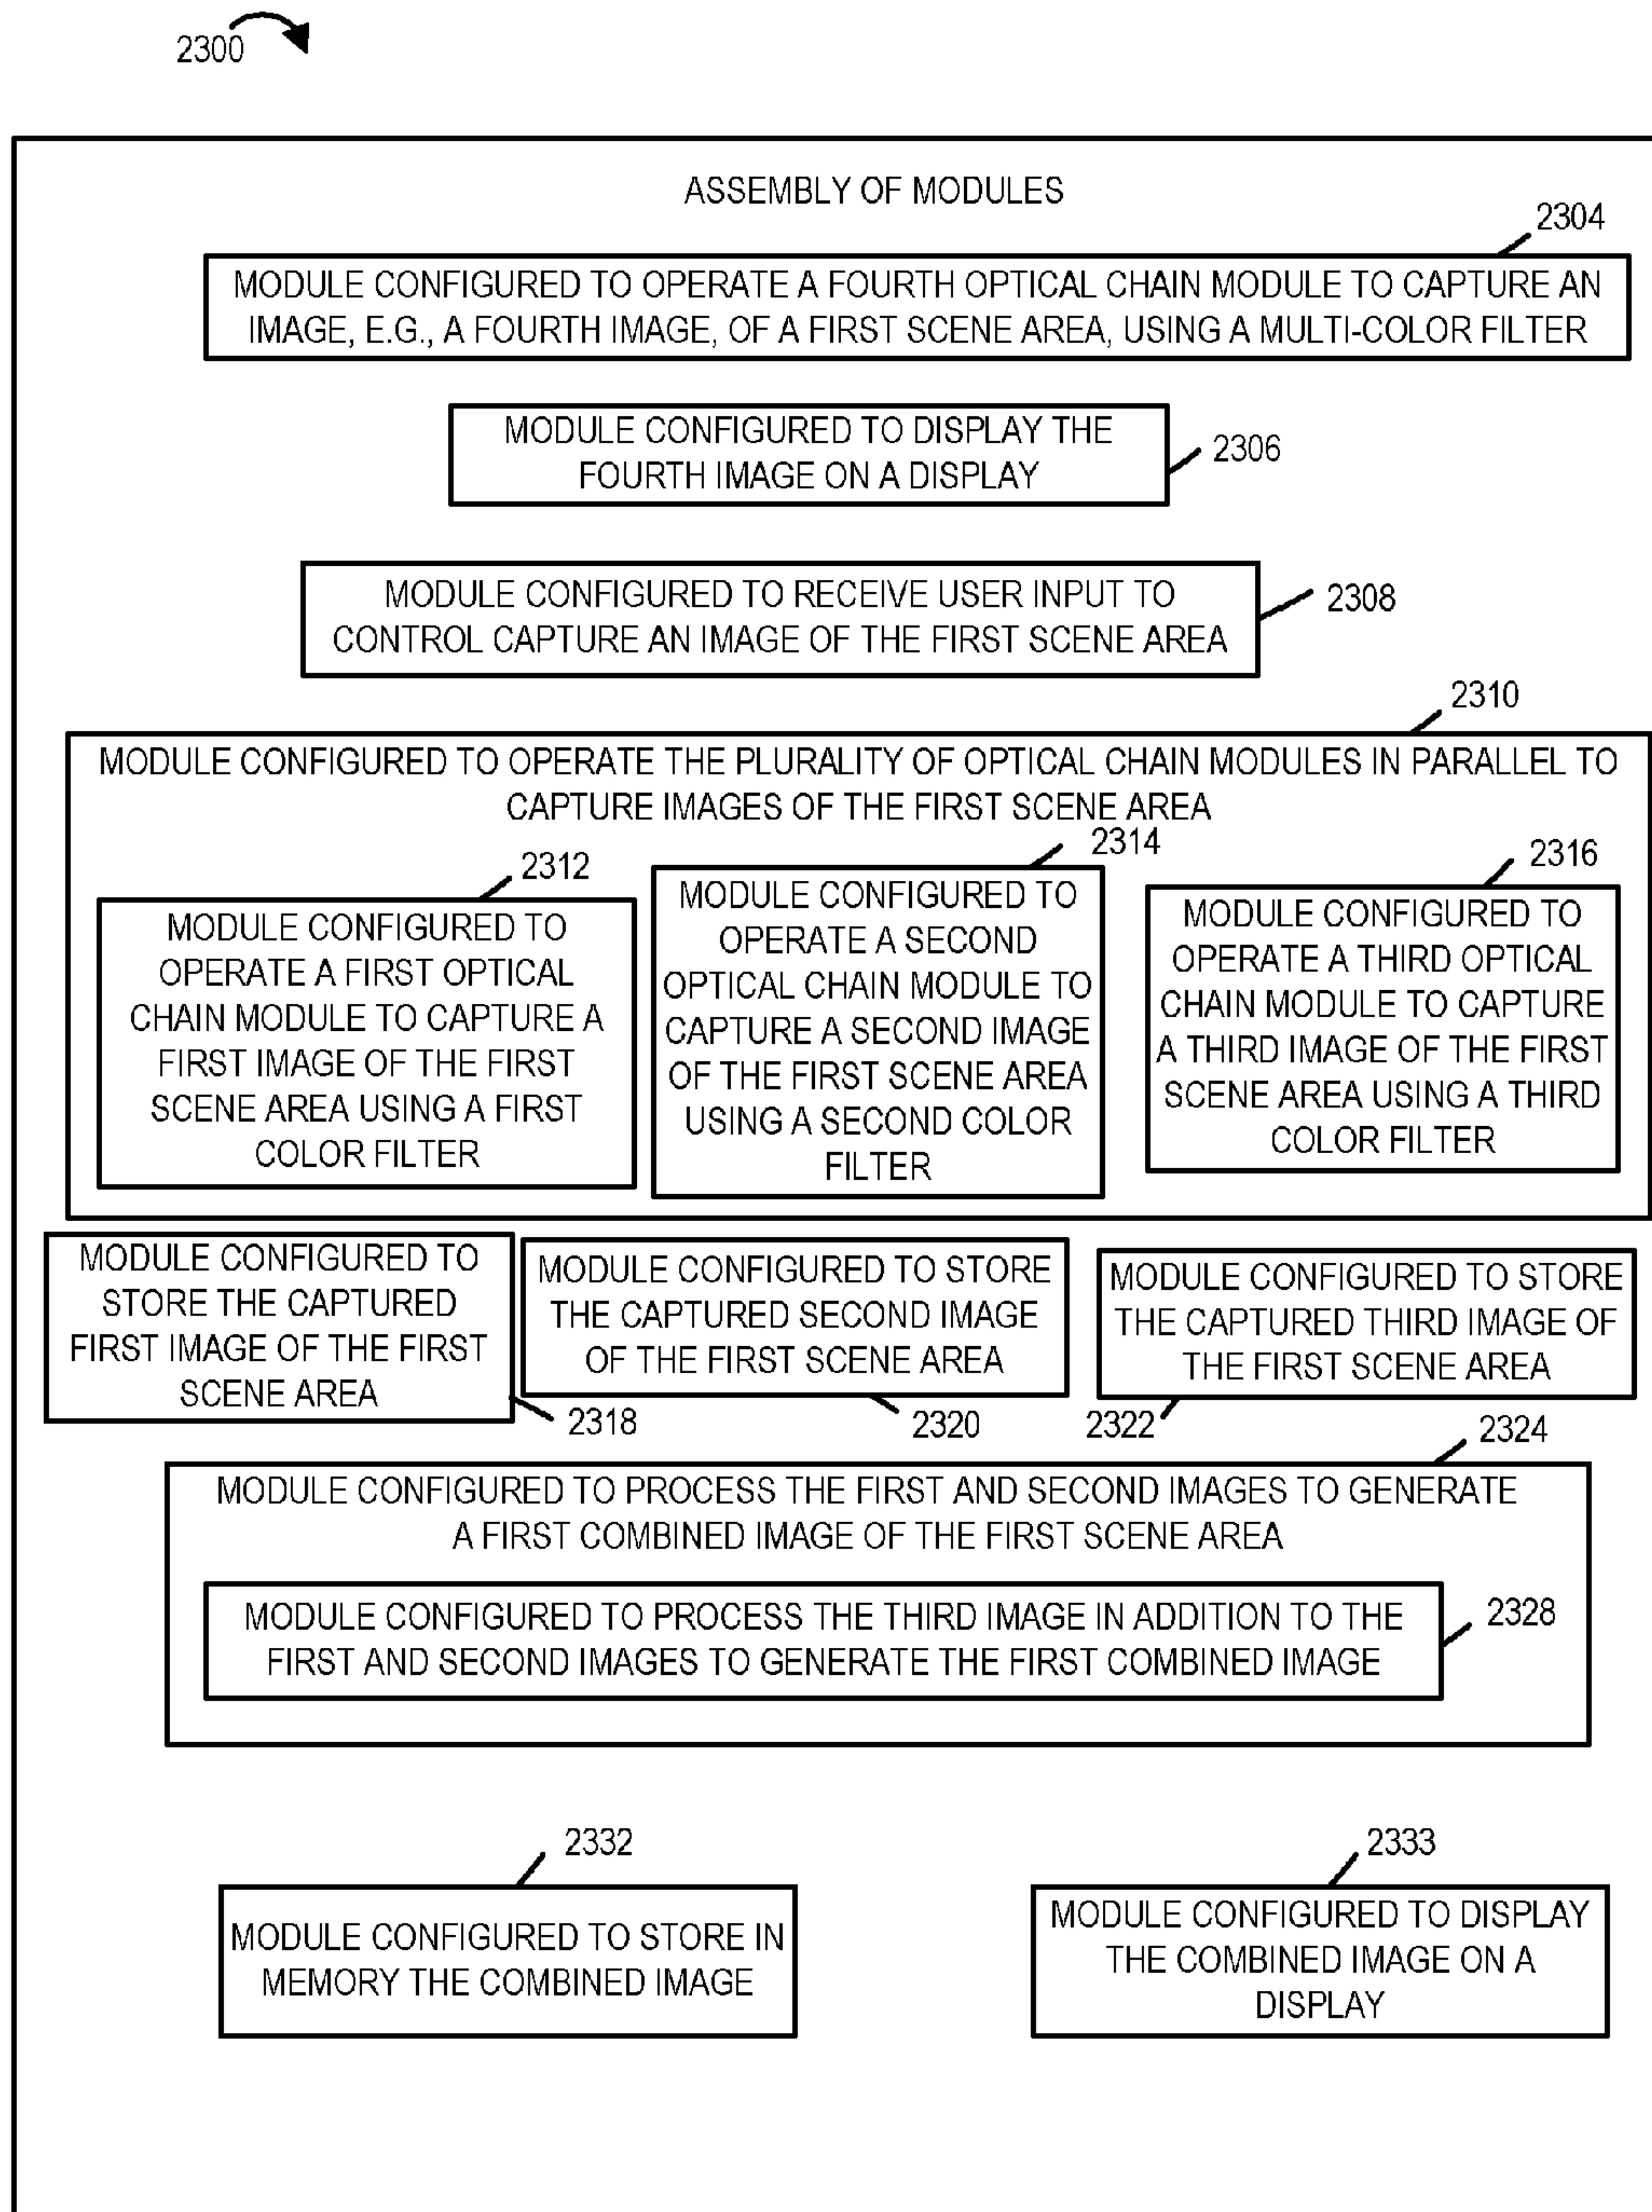 2300
ASSEMBLY OF MODULES
2304
MODULE CONFIGURED TO OPERATE A FOURTH OPTICAL CHAIN MODULE TO CAPTURE AN
IMAGE, E.G., A FOURTH IMAGE, OF A FIRST SCENE AREA, USING A MULTI-COLOR FILTER
MODULE CONFIGURED TO DISPLAY THE
FOURTH IMAGE ON A DISPLAY
2306
MODULE CONFIGURED TO RECEIVE USER INPUT TO
CONTROL CAPTURE AN IMAGE OF THE FIRST SCENE AREA
2308
2310
MODULE CONFIGURED TO OPERATE THE PLURALITY OF OPTICAL CHAIN MODULES IN PARALLEL TO
CAPTURE IMAGES OF THE FIRST SCENE AREA
2312
MODULE CONFIGURED TO
OPERATE A FIRST OPTICAL
CHAIN MODULE TO CAPTURE A
FIRST IMAGE OF THE FIRST
SCENE AREA USING A FIRST
COLOR FILTER
2314
MODULE CONFIGURED TO
OPERATE A SECOND
OPTICAL CHAIN MODULE TO
CAPTURE A SECOND IMAGE
OF THE FIRST SCENE AREA
USING A SECOND COLOR
FILTER
2316
MODULE CONFIGURED TO
OPERATE A THIRD OPTICAL
CHAIN MODULE TO CAPTURE
A THIRD IMAGE OF THE FIRST
SCENE AREA USING A THIRD
COLOR FILTER
MODULE CONFIGURED TO
STORE THE CAPTURED
FIRST IMAGE OF THE FIRST
SCENE AREA
2318
MODULE CONFIGURED TO STORE
THE CAPTURED SECOND IMAGE
OF THE FIRST SCENE AREA
2320
MODULE CONFIGURED TO STORE
THE CAPTURED THIRD IMAGE OF
THE FIRST SCENE AREA
2322
2324
MODULE CONFIGURED TO PROCESS THE FIRST AND SECOND IMAGES TO GENERATE
A FIRST COMBINED IMAGE OF THE FIRST SCENE AREA
MODULE CONFIGURED TO PROCESS THE THIRD IMAGE IN ADDITION TO THE
FIRST AND SECOND IMAGES TO GENERATE THE FIRST COMBINED IMAGE
2328
2332
MODULE CONFIGURED TO STORE IN
MEMORY THE COMBINED IMAGE
2333
MODULE CONFIGURED TO DISPLAY
THE COMBINED IMAGE ON A
DISPLAY